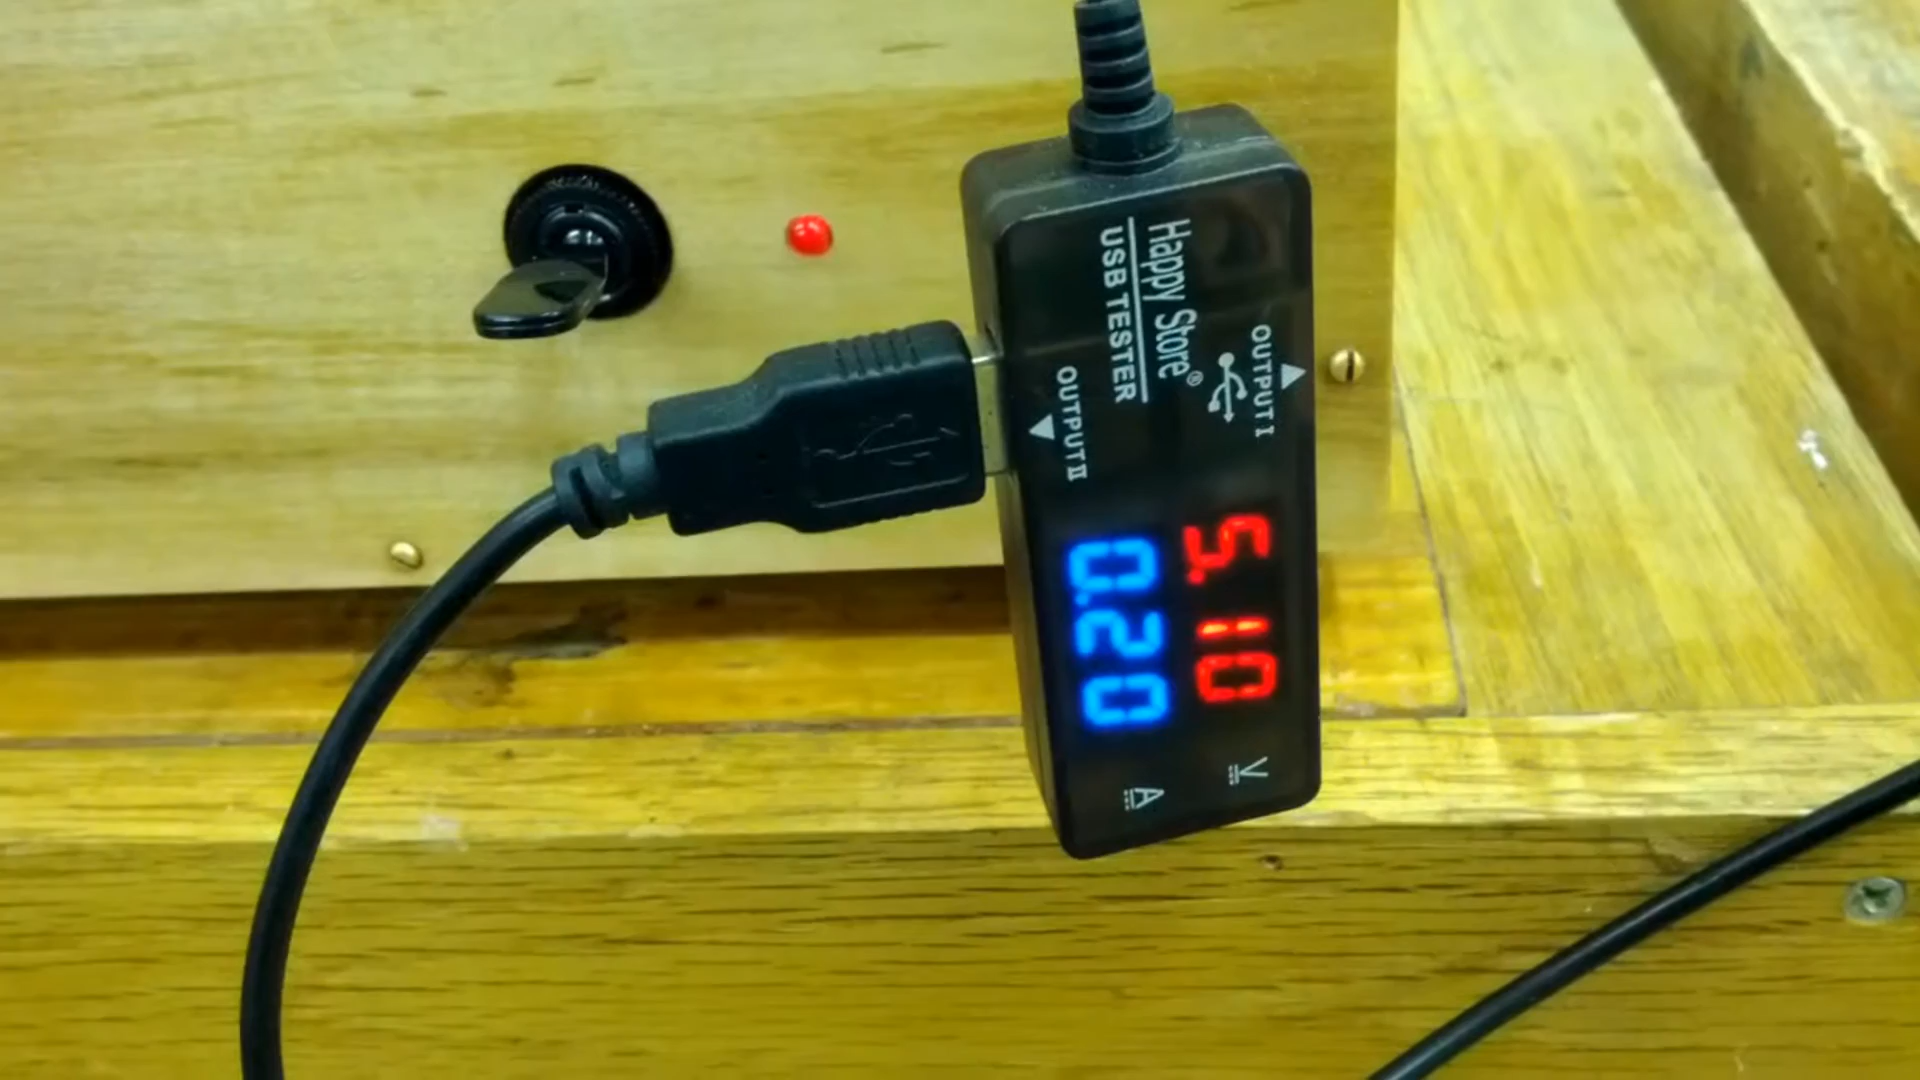 Happy Store®
USB TESTER
OUTPUT I
OUTPUT II
5.10 V
0.20 A